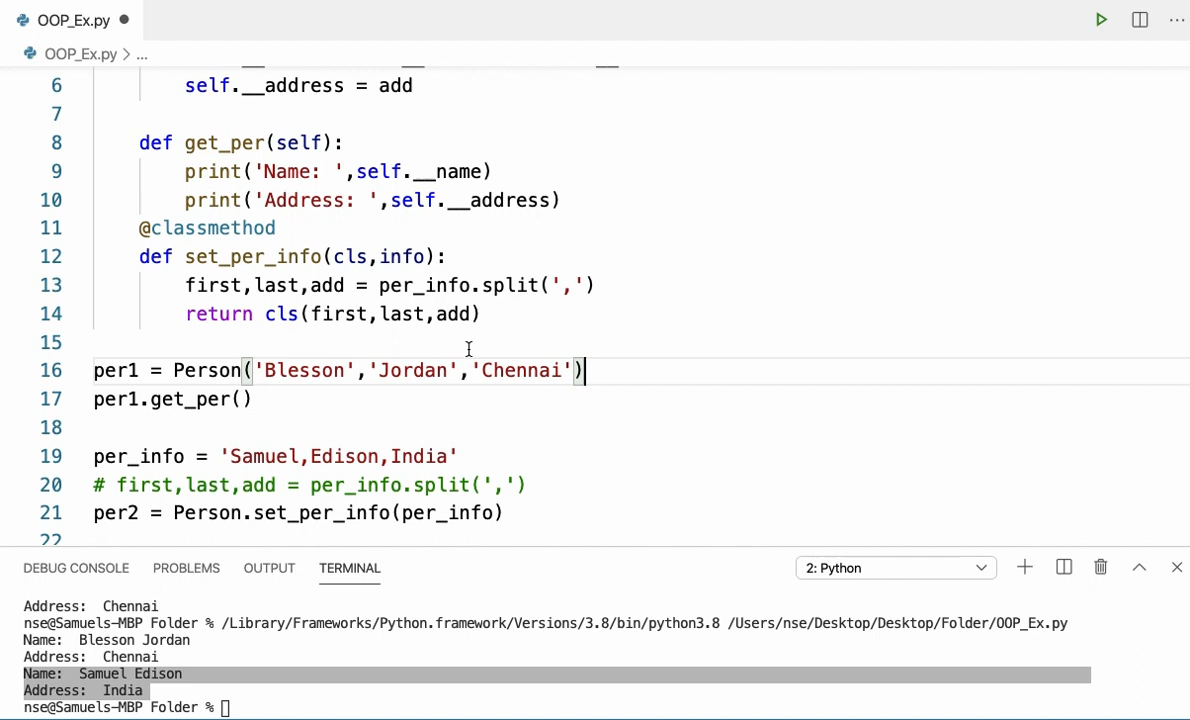 OOP_Ex.py
OOP_Ex.py > ...
6 self.__address = add
7
8 def get_per(self):
9 print('Name: ',self.__name)
10 print('Address: ',self.__address)
11 @classmethod
12 def set_per_info(cls,info):
13 first,last,add = per_info.split(',')
14 return cls(first,last,add)
15
16 per1 = Person('Blesson','Jordan','Chennai')
17 per1.get_per()
18
19 per_info = 'Samuel,Edison,India'
20 # first,last,add = per_info.split(',')
21 per2 = Person.set_per_info(per_info)
22
DEBUG CONSOLE PROBLEMS OUTPUT TERMINAL 2: Python
Address: Chennai
nse@Samuels-MBP Folder % /Library/Frameworks/Python.framework/Versions/3.8/bin/python3.8 /Users/nse/Desktop/Desktop/Folder/OOP_Ex.py
Name: Blesson Jordan
Address: Chennai
Name: Samuel Edison
Address: India
nse@Samuels-MBP Folder %